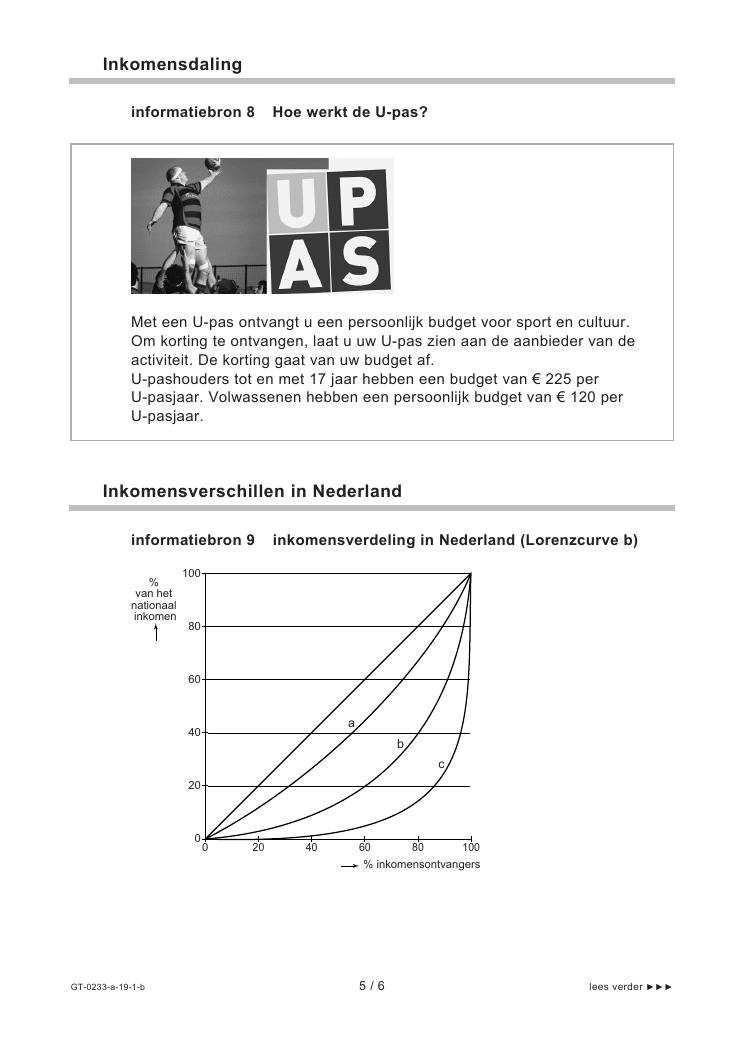 Inkomensdaling
informatiebron 8 Hoe werkt de U-pas?
U P
A S
Met een U-pas ontvangt u een persoonlijk budget voor sport en cultuur.
Om korting te ontvangen, laat u uw U-pas zien aan de aanbieder van de
activiteit. De korting gaat van uw budget af.
U-pashouders tot en met 17 jaar hebben een budget van € 225 per
U-pasjaar. Volwassenen hebben een persoonlijk budget van € 120 per
U-pasjaar.
Inkomensverschillen in Nederland
informatiebron 9 inkomensverdeling in Nederland (Lorenzcurve b)
%
van het
nationaal
inkomen
100
80
60
40
20
0
a
b
c
0 20 40 60 80 100
% inkomensontvangers
GT-0233-a-19-1-b 5 / 6 lees verder ►►►